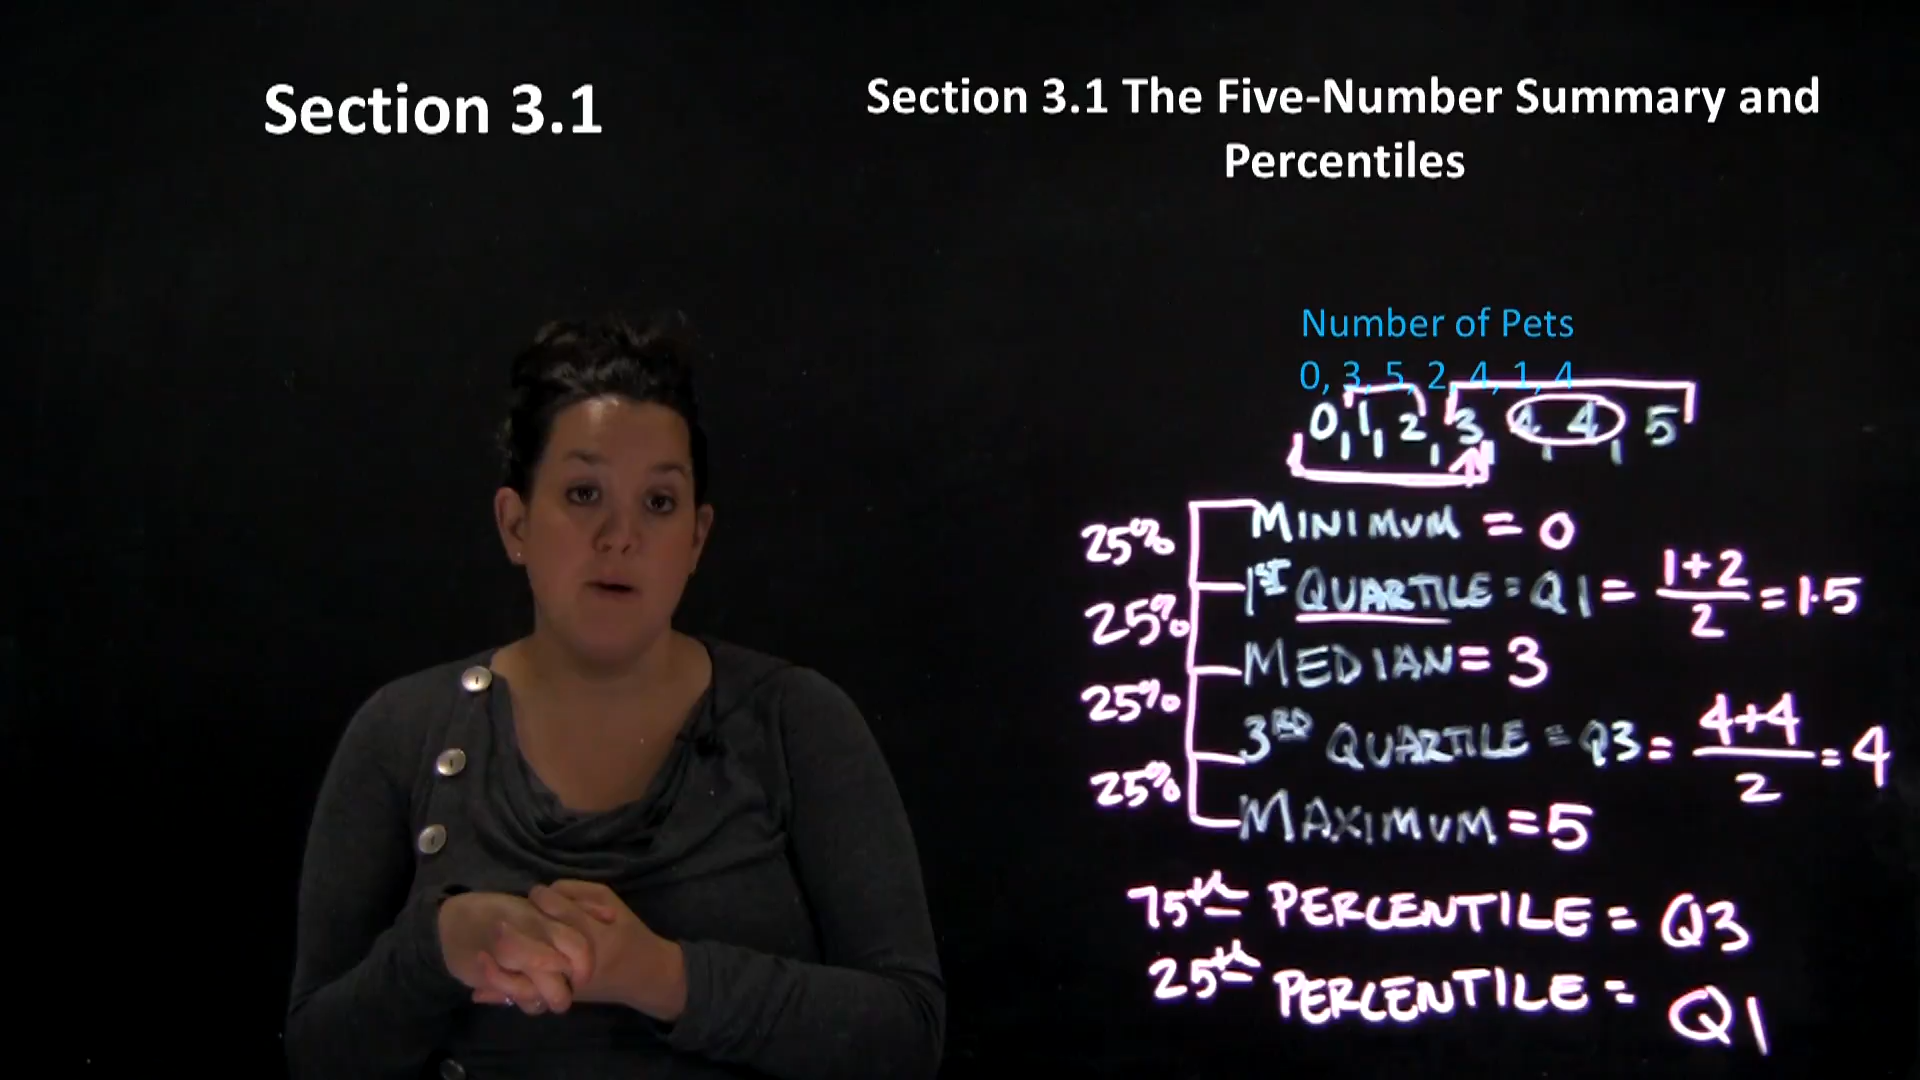 Section 3.1
Section 3.1 The Five-Number Summary and
Percentiles
Number of Pets
0, 3, 5, 2, 4, 1, 4
0, 1, 2, 3, 4, 4, 5
25% MINIMUM = 0
25% 1ST QUARTILE = Q1 = (1+2)/2 = 1.5
MEDIAN = 3
25% 3RD QUARTILE = Q3 = (4+4)/2 = 4
25% MAXIMUM = 5
75th PERCENTILE = Q3
25th PERCENTILE = Q1